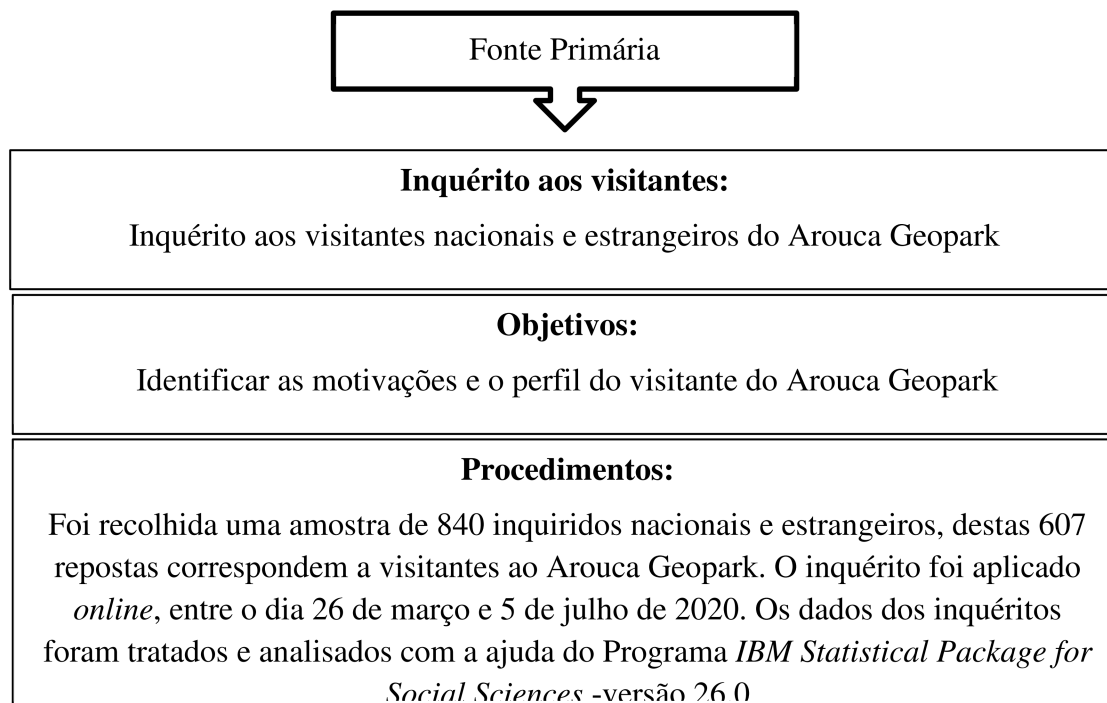 Fonte Primária
Inquérito aos visitantes:
Inquérito aos visitantes nacionais e estrangeiros do Arouca Geopark
Objetivos:
Identificar as motivações e o perfil do visitante do Arouca Geopark
Procedimentos:
Foi recolhida uma amostra de 840 inquiridos nacionais e estrangeiros, destas 607
repostas correspondem a visitantes ao Arouca Geopark. O inquérito foi aplicado
online, entre o dia 26 de março e 5 de julho de 2020. Os dados dos inquéritos
foram tratados e analisados com a ajuda do Programa IBM Statistical Package for
Social Sciences -versão 26.0